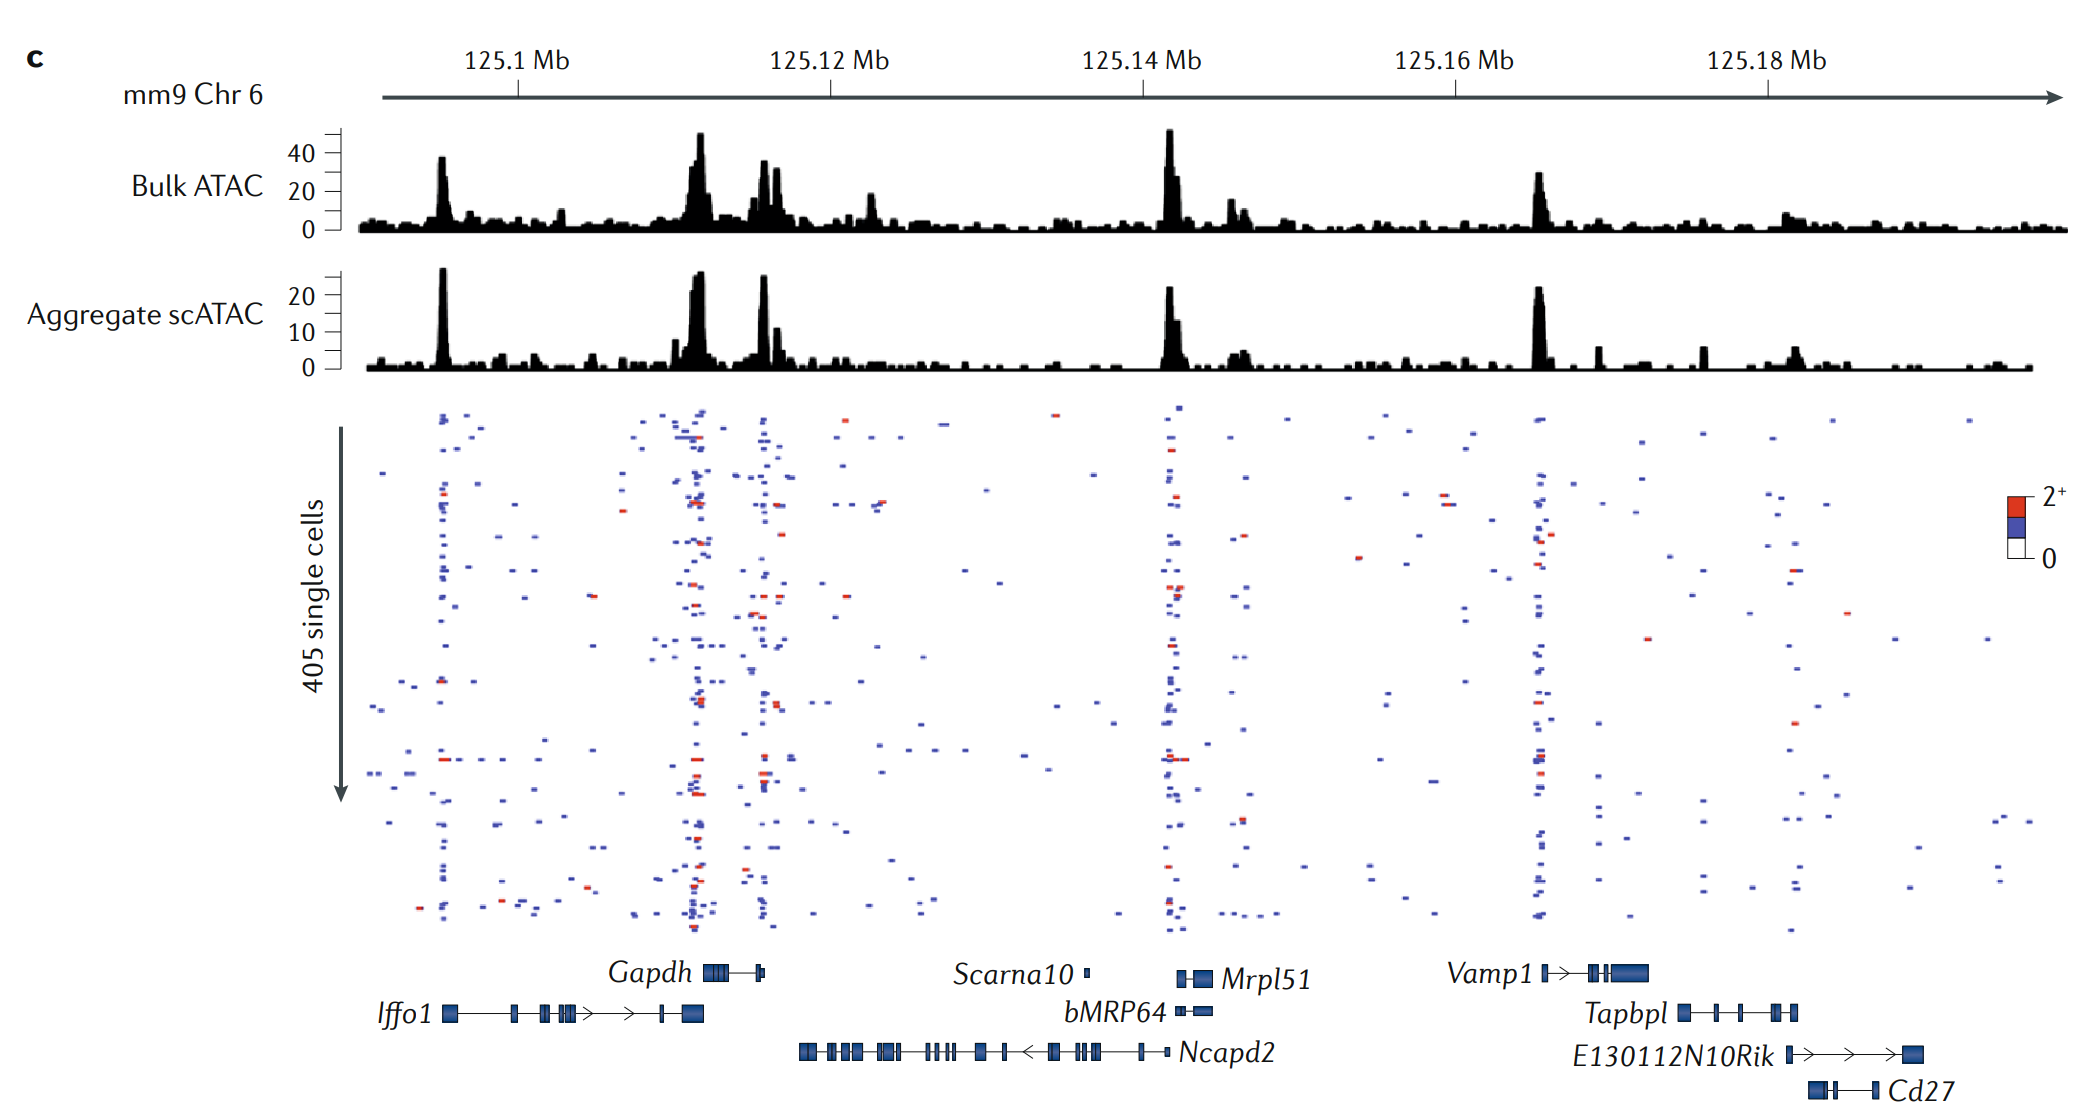 c
125.1 Mb 125.12 Mb 125.14 Mb 125.16 Mb 125.18 Mb
mm9 Chr 6
Bulk ATAC
40
20
0
Aggregate scATAC
20
10
0
405 single cells
2+
0
Gapdh
Scarna10
Mrpl51
Vamp1
Iffo1
bMRP64
Tapbpl
Ncapd2
E130112N10Rik
Cd27